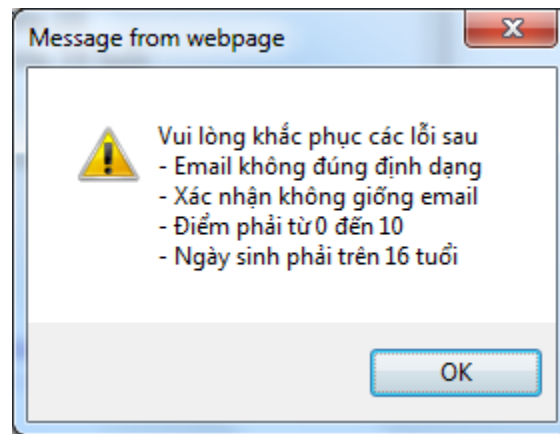 Message from webpage
Vui lòng khắc phục các lỗi sau
- Email không đúng định dạng
- Xác nhận không giống email
- Điểm phải từ 0 đến 10
- Ngày sinh phải trên 16 tuổi
OK